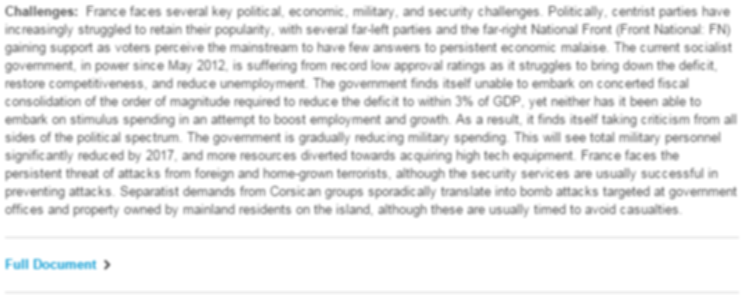 Challenges: France faces several key political, economic, military, and security challenges. Politically, centrist parties have
increasingly struggled to retain their popularity, with several far-left parties and the far-right National Front (Front National: FN)
gaining support as voters perceive the mainstream to have few answers to persistent economic malaise. The current socialist
government, in power since May 2012, is suffering from record low approval ratings as it struggles to bring down the deficit,
restore competitiveness, and reduce unemployment. The government finds itself unable to embark on concerted fiscal
consolidation of the order of magnitude required to reduce the deficit to within 3% of GDP, yet neither has it been able to
embark on stimulus spending in an attempt to boost employment and growth. As a result, it finds itself taking criticism from all
sides of the political spectrum. The government is gradually reducing military spending. This will see total military personnel
significantly reduced by 2017, and more resources diverted towards acquiring high tech equipment. France faces the
persistent threat of attacks from foreign and home-grown terrorists, although the security services are usually successful in
preventing attacks. Separatist demands from Corsican groups sporadically translate into bomb attacks targeted at government
offices and property owned by mainland residents on the island, although these are usually timed to avoid casualties.
Full Document >